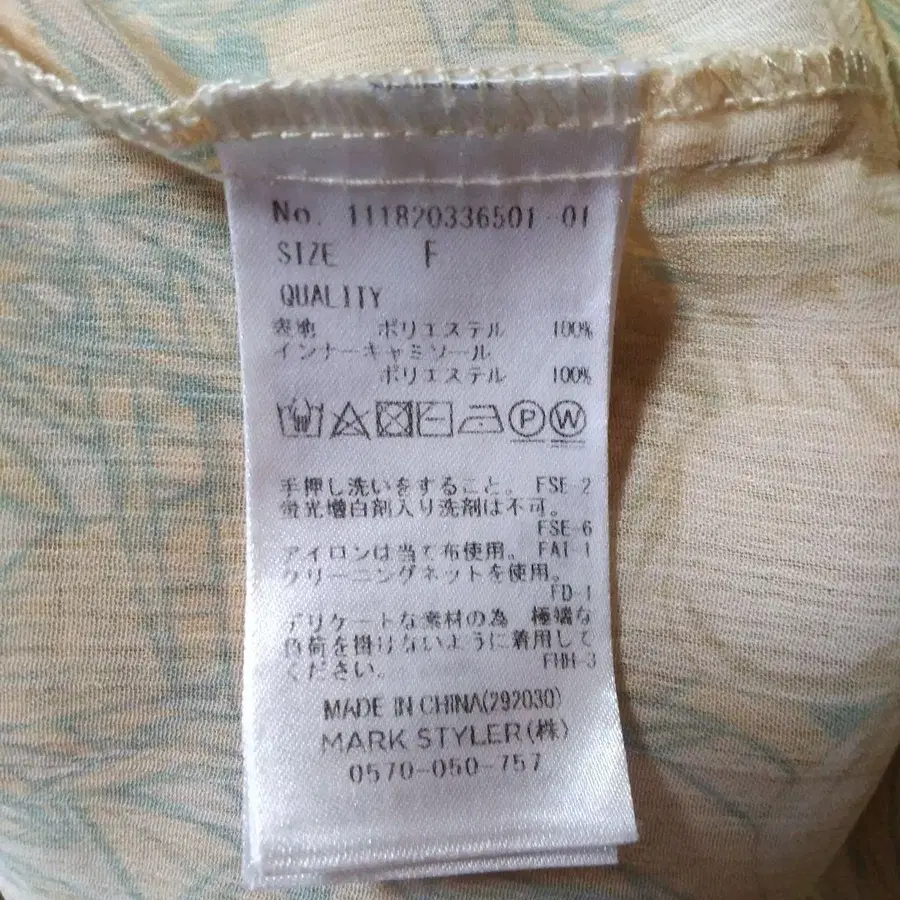 No. 111820336501-01
SIZE F
QUALITY
表地 ポリエステル 100%
インナーキャミソール
ポリエステル 100%
P W
手押し洗いをすること。 FSE-2
蛍光増白剤入り洗剤は不可。
FSE-6
アイロンは当て布使用。 FAI-1
クリーニングネットを使用。
FD-1
デリケートな素材の為 極端な
負荷を掛けないように着用して
ください。 FHH-3
MADE IN CHINA(292030)
MARK STYLER(株)
0570-050-757